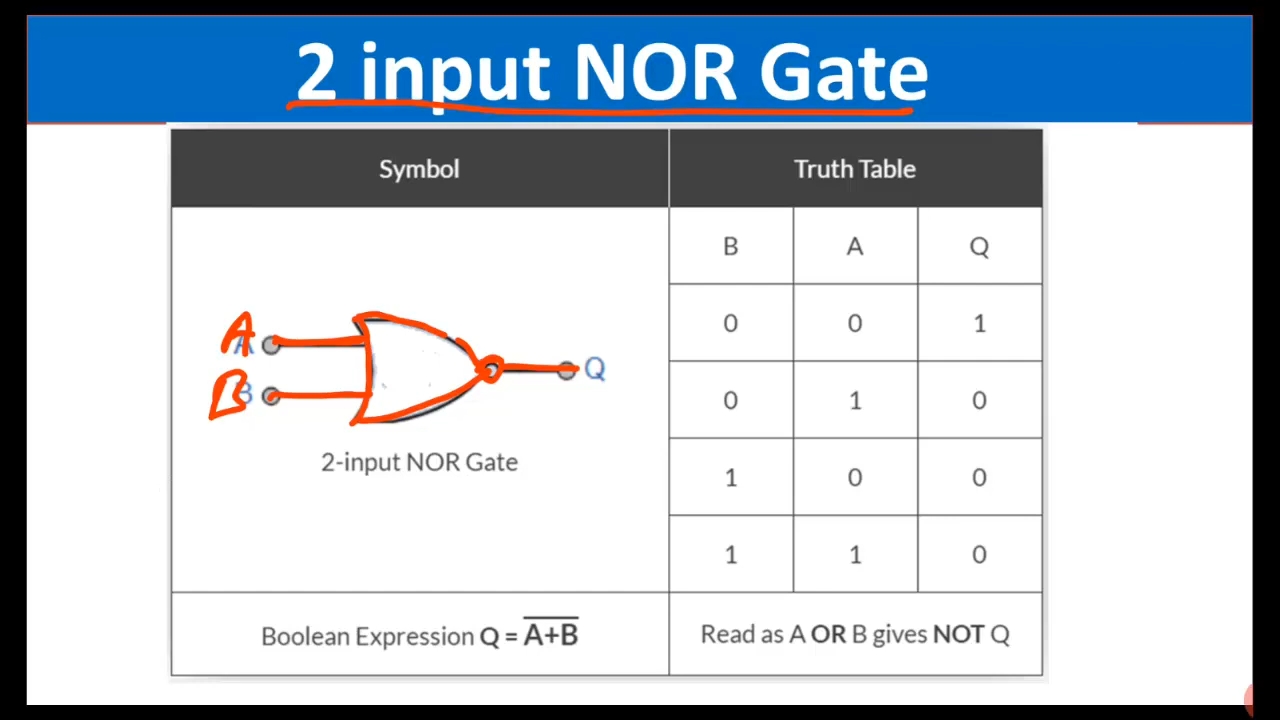 2 input NOR Gate
Symbol Truth Table
B A Q
0 0 1
A
A
0 1 0
B
B
Q
2-input NOR Gate
1 0 0
1 1 0
Boolean Expression Q = A̅+̅B̅
Read as A OR B gives NOT Q